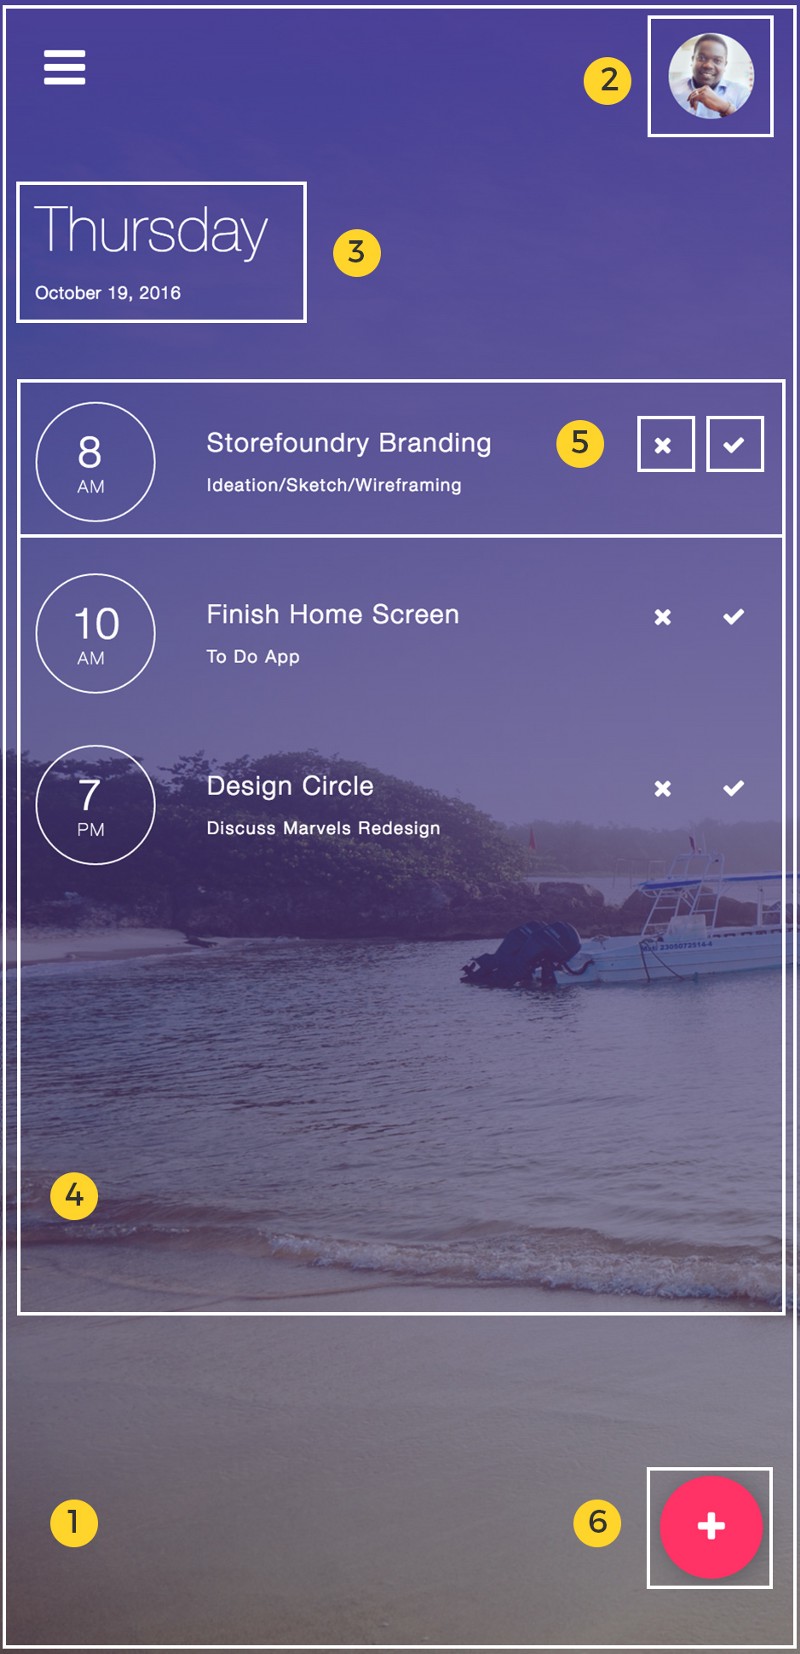 2
Thursday
3
October 19, 2016
8
AM
Storefoundry Branding
5
Ideation/Sketch/Wireframing
10
AM
Finish Home Screen
To Do App
7
PM
Design Circle
Discuss Marvels Redesign
4
1
6